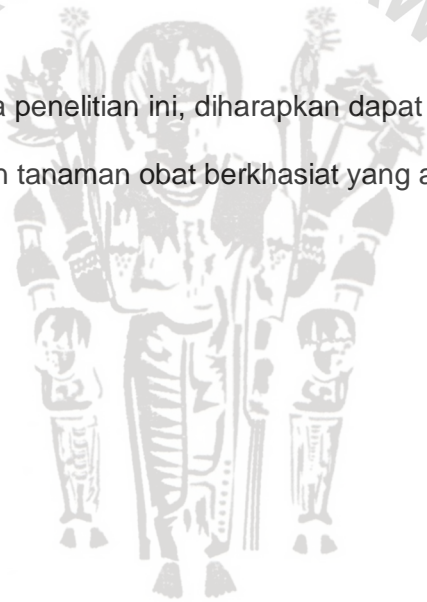 penelitian ini, diharapkan dapat
tanaman obat berkhasiat yang